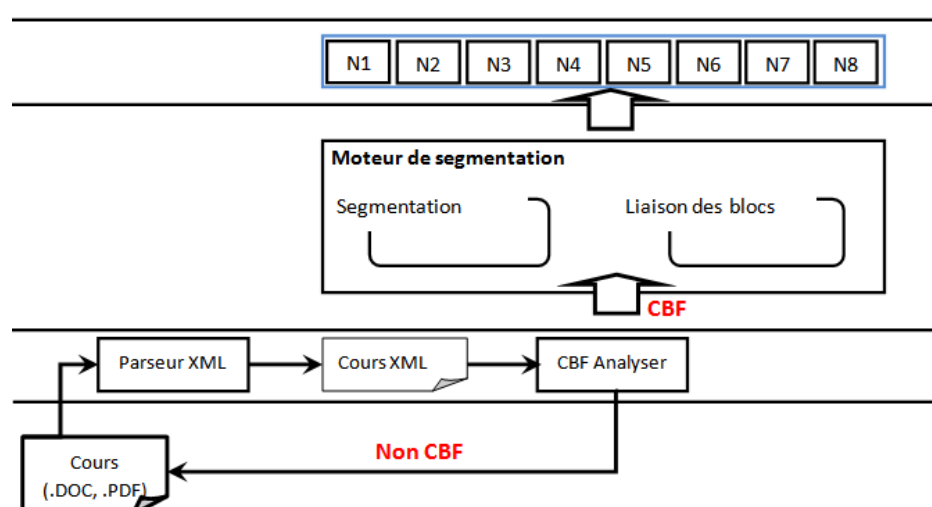 N1 N2 N3 N4 N5 N6 N7 N8
Moteur de segmentation
Segmentation Liaison des blocs
CBF
Parseur XML Cours XML CBF Analyser
Non CBF
Cours
(.DOC, .PDF)